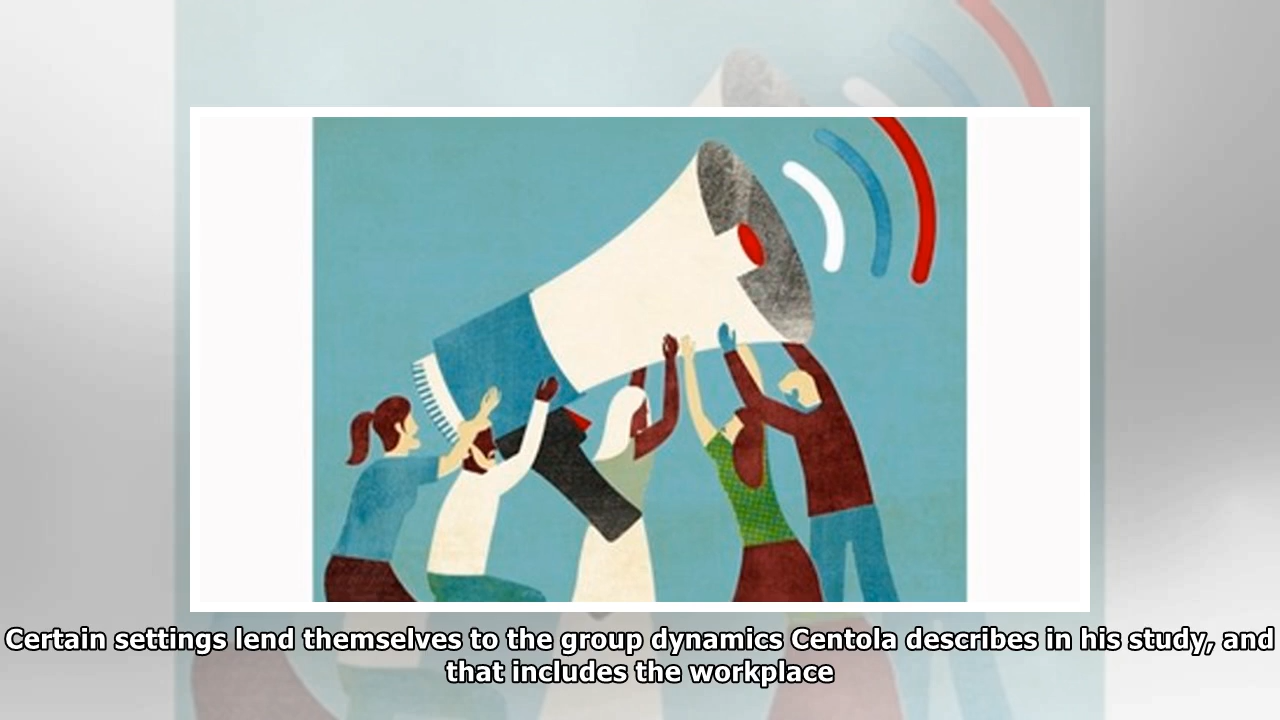 Certain settings lend themselves to the group dynamics Centola describes in his study, and
that includes the workplace